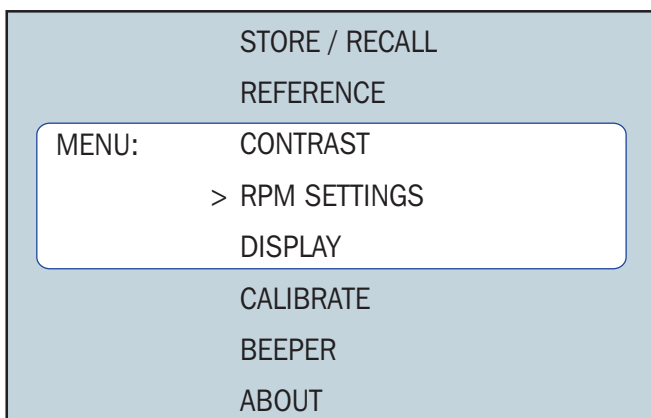 STORE / RECALL
REFERENCE
MENU: CONTRAST
> RPM SETTINGS
DISPLAY
CALIBRATE
BEEPER
ABOUT